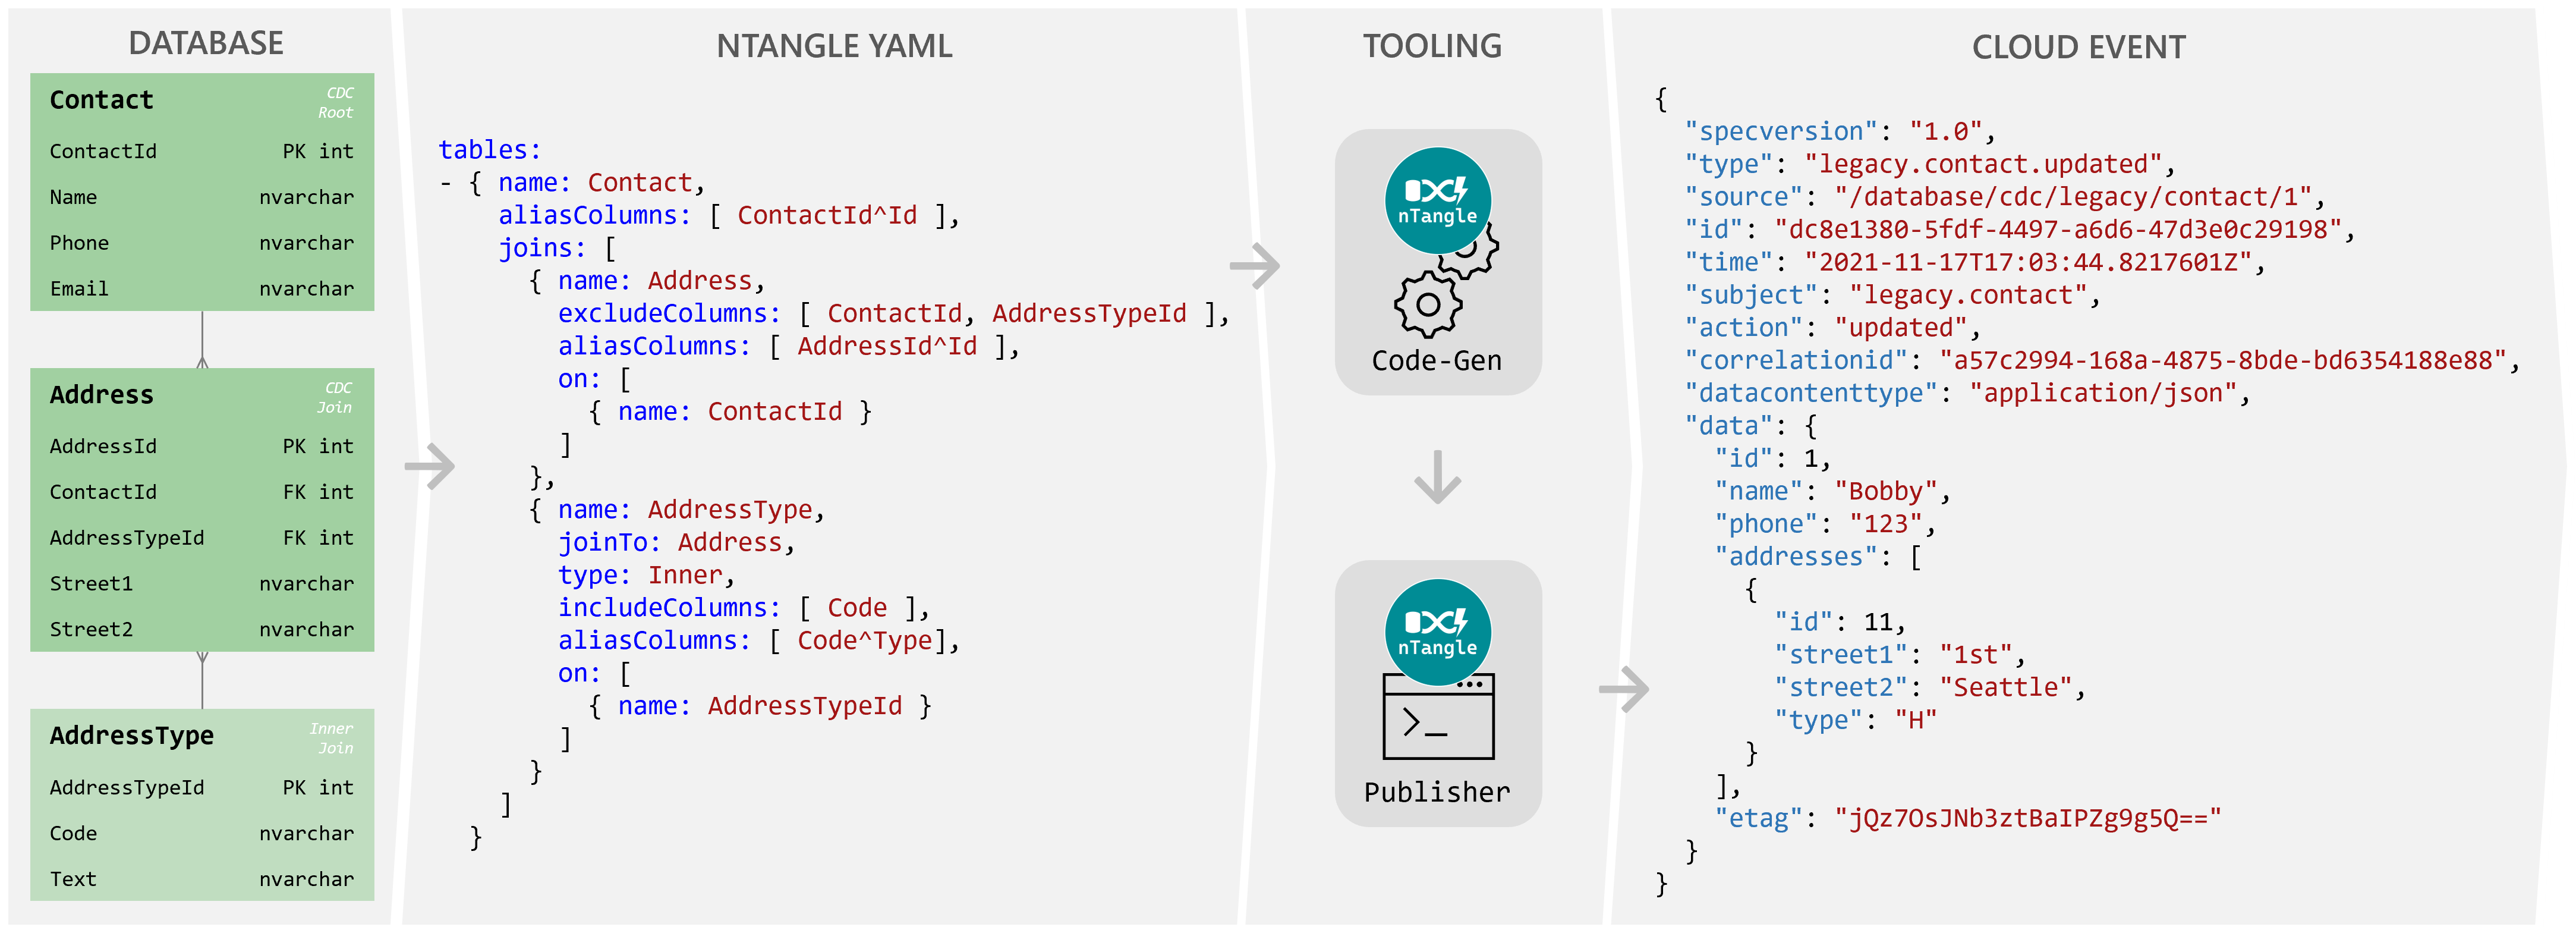 DATABASE
Contact
CDC
Root
ContactId PK int
Name nvarchar
Phone nvarchar
Email nvarchar
Address
CDC
Join
AddressId PK int
ContactId FK int
AddressTypeId FK int
Street1 nvarchar
Street2 nvarchar
AddressType
Inner
Join
AddressTypeId PK int
Code nvarchar
Text nvarchar
NTANGLE YAML
tables:
- { name: Contact,
aliasColumns: [ ContactId^Id ],
joins: [
{ name: Address,
excludeColumns: [ ContactId, AddressTypeId ],
aliasColumns: [ AddressId^Id ],
on: [
{ name: ContactId }
]
},
{ name: AddressType,
joinTo: Address,
type: Inner,
includeColumns: [ Code ],
aliasColumns: [ Code^Type],
on: [
{ name: AddressTypeId }
]
}
]
}
TOOLING
nTangle
Code-Gen
nTangle
>_
Publisher
CLOUD EVENT
{
"specversion": "1.0",
"type": "legacy.contact.updated",
"source": "/database/cdc/legacy/contact/1",
"id": "dc8e1380-5fdf-4497-a6d6-47d3e0c29198",
"time": "2021-11-17T17:03:44.8217601Z",
"subject": "legacy.contact",
"action": "updated",
"correlationid": "a57c2994-168a-4875-8bde-bd6354188e88",
"datacontenttype": "application/json",
"data": {
"id": 1,
"name": "Bobby",
"phone": "123",
"addresses": [
{
"id": 11,
"street1": "1st",
"street2": "Seattle",
"type": "H"
}
],
"etag": "jQz7OsJNb3ztBaIPZg9g5Q=="
}
}